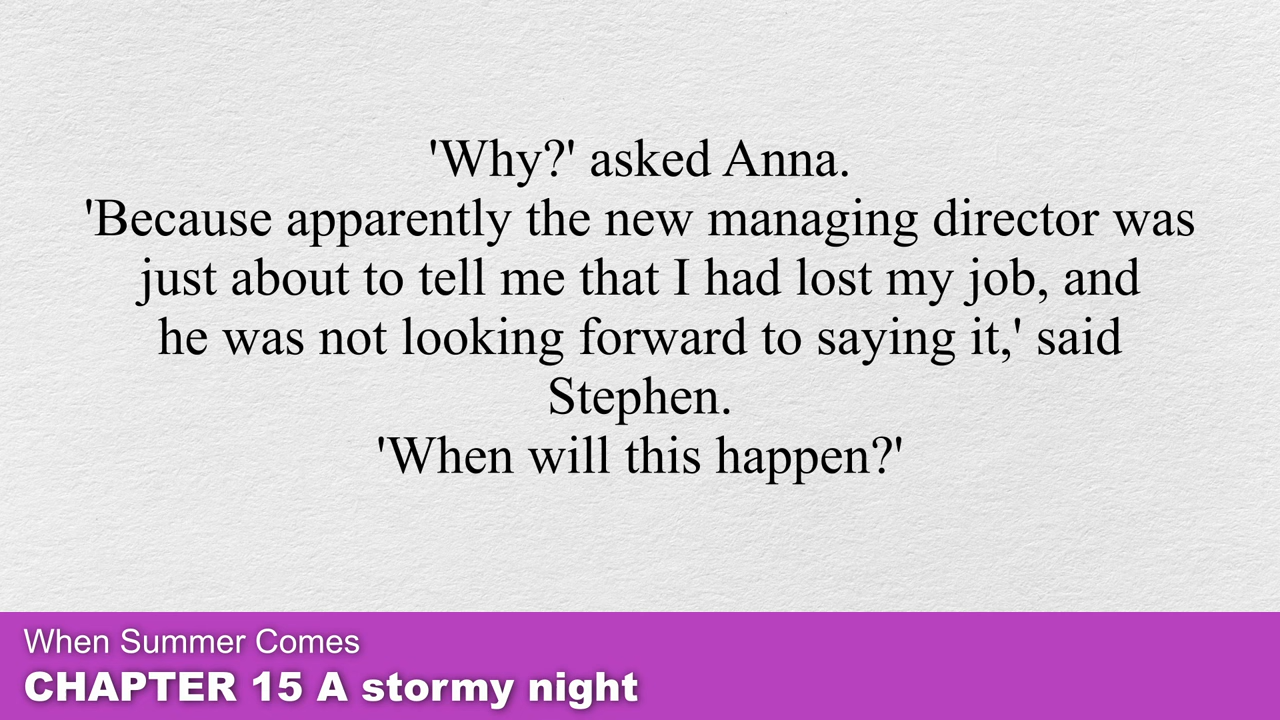 'Why?' asked Anna.
'Because apparently the new managing director was
just about to tell me that I had lost my job, and
he was not looking forward to saying it,' said
Stephen.
'When will this happen?'
When Summer Comes
CHAPTER 15 A stormy night